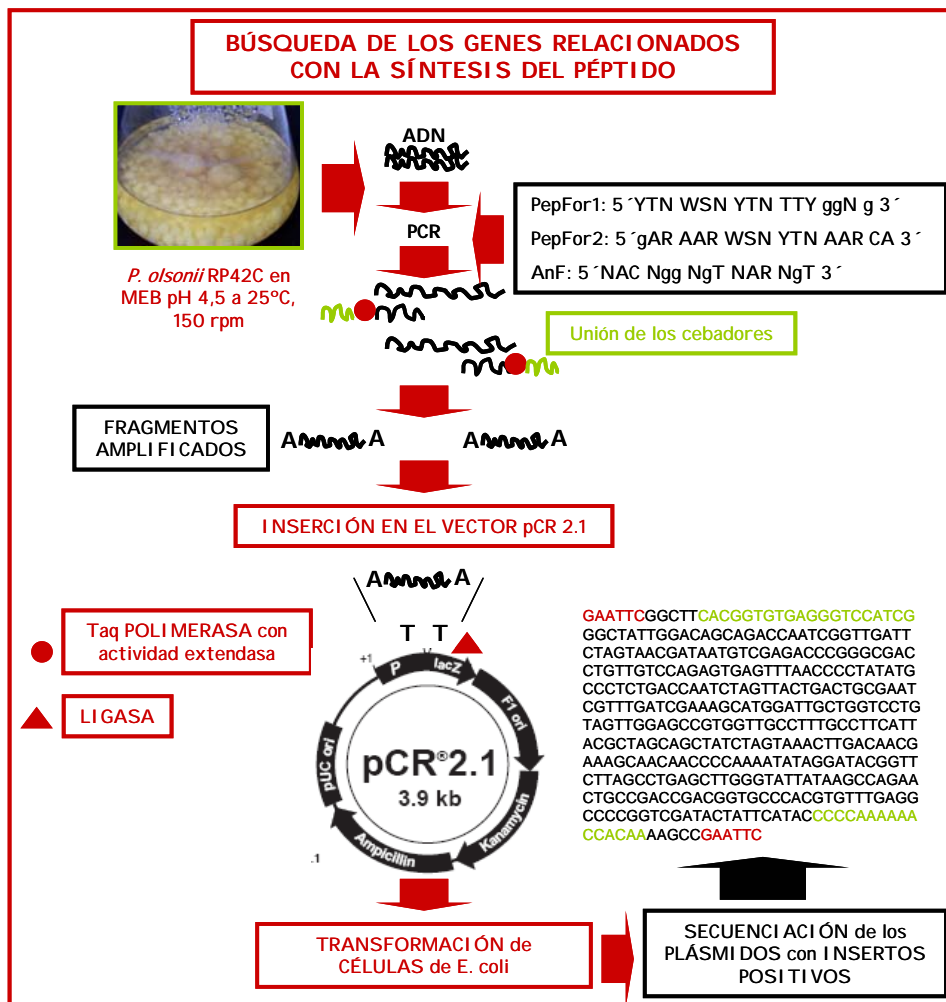 BÚSQUEDA DE LOS GENES RELACIONADOS
CON LA SÍNTESIS DEL PÉPTIDO
ADN
PCR
P. olsonii RP42C en
MEB pH 4,5 a 25ºC,
150 rpm
PepFor1: 5´YTN WSN YTN TTY ggN g 3´
PepFor2: 5´gAR AAR WSN YTN AAR CA 3´
AnF: 5´NAC Ngg NgT NAR NgT 3´
Unión de los cebadores
FRAGMENTOS
AMPLIFICADOS
A A A A
INSERCIÓN EN EL VECTOR pCR 2.1
A A
T T
Taq POLIMERASA con
actividad extendasa
LIGASA
+1 P lacZ
F1 ori
Kanamycin
Ampicillin
pUC ori
pCR®2.1
3.9 kb
.1
GAATTCGGCTTCACGGTGTGAGGGTCCATCG
GGCTATTGGACAGCAGACCAATCGGTTGATT
CTAGTAACGATAATGTCGAGACCCGGGCGAC
CTGTTGTCCAGAGTGAGTTTAACCCCTATATG
CCCTCTGACCAATCTAGTTACTGACTGCGAAT
CGTTTGATCGAAAGCATGGATTGCTGGTCCTG
TAGTTGGAGCCGTGGTTGCCTTTGCCTTCATT
ACGCTAGCAGCTATCTAGTAAACTTGACAACG
AAAGCAACAACCCCAAAATATAGGATACGGTT
CTTAGCCTGAGCTTGGGTATTATAAGCCAGAA
CTGCCGACCGACGGTGCCCACGTGTTTGAGG
CCCCGGTCGATACTATTCATACCCCCAAAAAA
CCACAAAAGCCGAATTC
TRANSFORMACIÓN de
CÉLULAS de E. coli
SECUENCIACIÓN de los
PLÁSMIDOS con INSERTOS
POSITIVOS